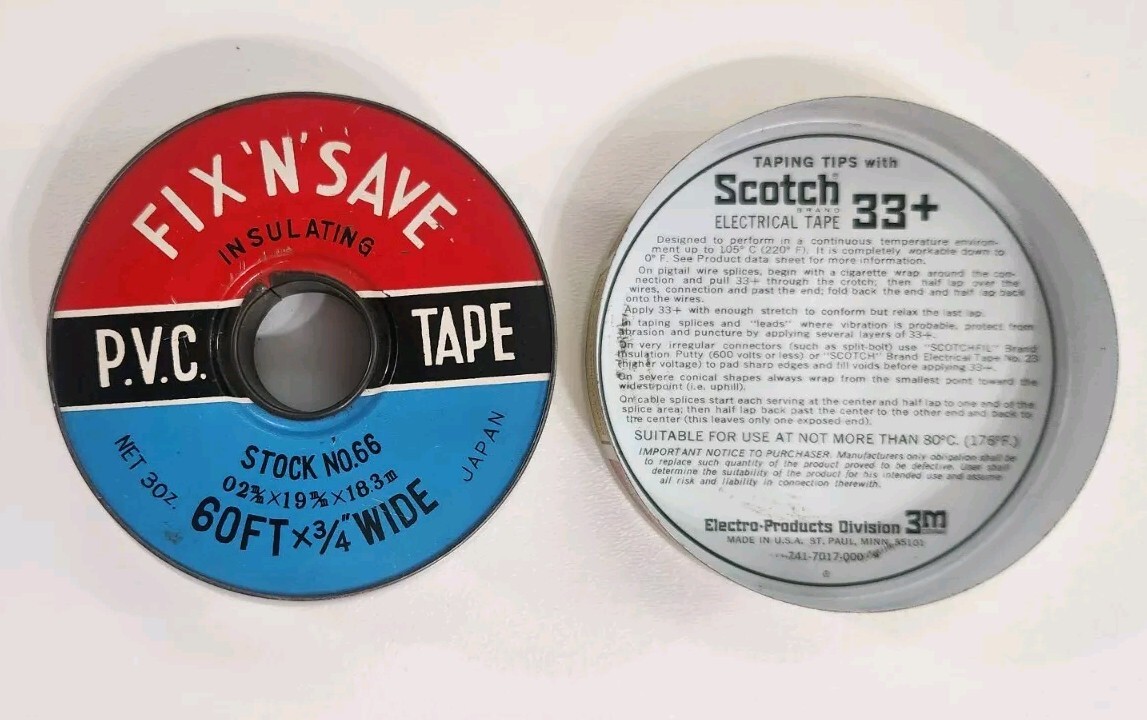 FIX'N'SAVE
INSULATING
P.V.C. TAPE
STOCK NO.66
02 ㎜×19 ㎜×18.3 m
60FT×3/4"WIDE
NET 3OZ.
JAPAN
TAPING TIPS with
Scotch®
BRAND
ELECTRICAL TAPE 33+
Designed to perform in a continuous temperature environ-
ment up to 105° C (220° F). It is completely workable down to
0° F. See Product data sheet for more information.
On pigtail wire splices, begin with a cigarette wrap around the con-
nection and pull 33+ through the crotch; then half lap over the
wires, connection and past the end; fold back the end and half lap back
onto the wires.
Apply 33+ with enough stretch to conform but relax the last lap.
In taping splices and "leads" where vibration is probable, protect from
abrasion and puncture by applying several layers of 33+.
On very irregular connectors (such as split-bolt) use "SCOTCHFIL" Brand
Insulation Putty (600 volts or less) or "SCOTCH" Brand Electrical Tape No. 23
(higher voltage) to pad sharp edges and fill voids before applying 33+.
On severe conical shapes always wrap from the smallest point toward the
widest point (i.e. uphill).
On cable splices start each serving at the center and half lap to one end of the
splice area; then half lap back past the center to the other end and back to
the center (this leaves only one exposed end).
SUITABLE FOR USE AT NOT MORE THAN 80°C. (176°F.)
IMPORTANT NOTICE TO PURCHASER. Manufacturers only obligation shall be
to replace such quantity of the product proved to be defective. User shall
determine the suitability of the product for his intended use and assume
all risk and liability in connection therewith.
Electro-Products Division 3m
MADE IN U.S.A. ST. PAUL, MINN. 55101
241-7017-000